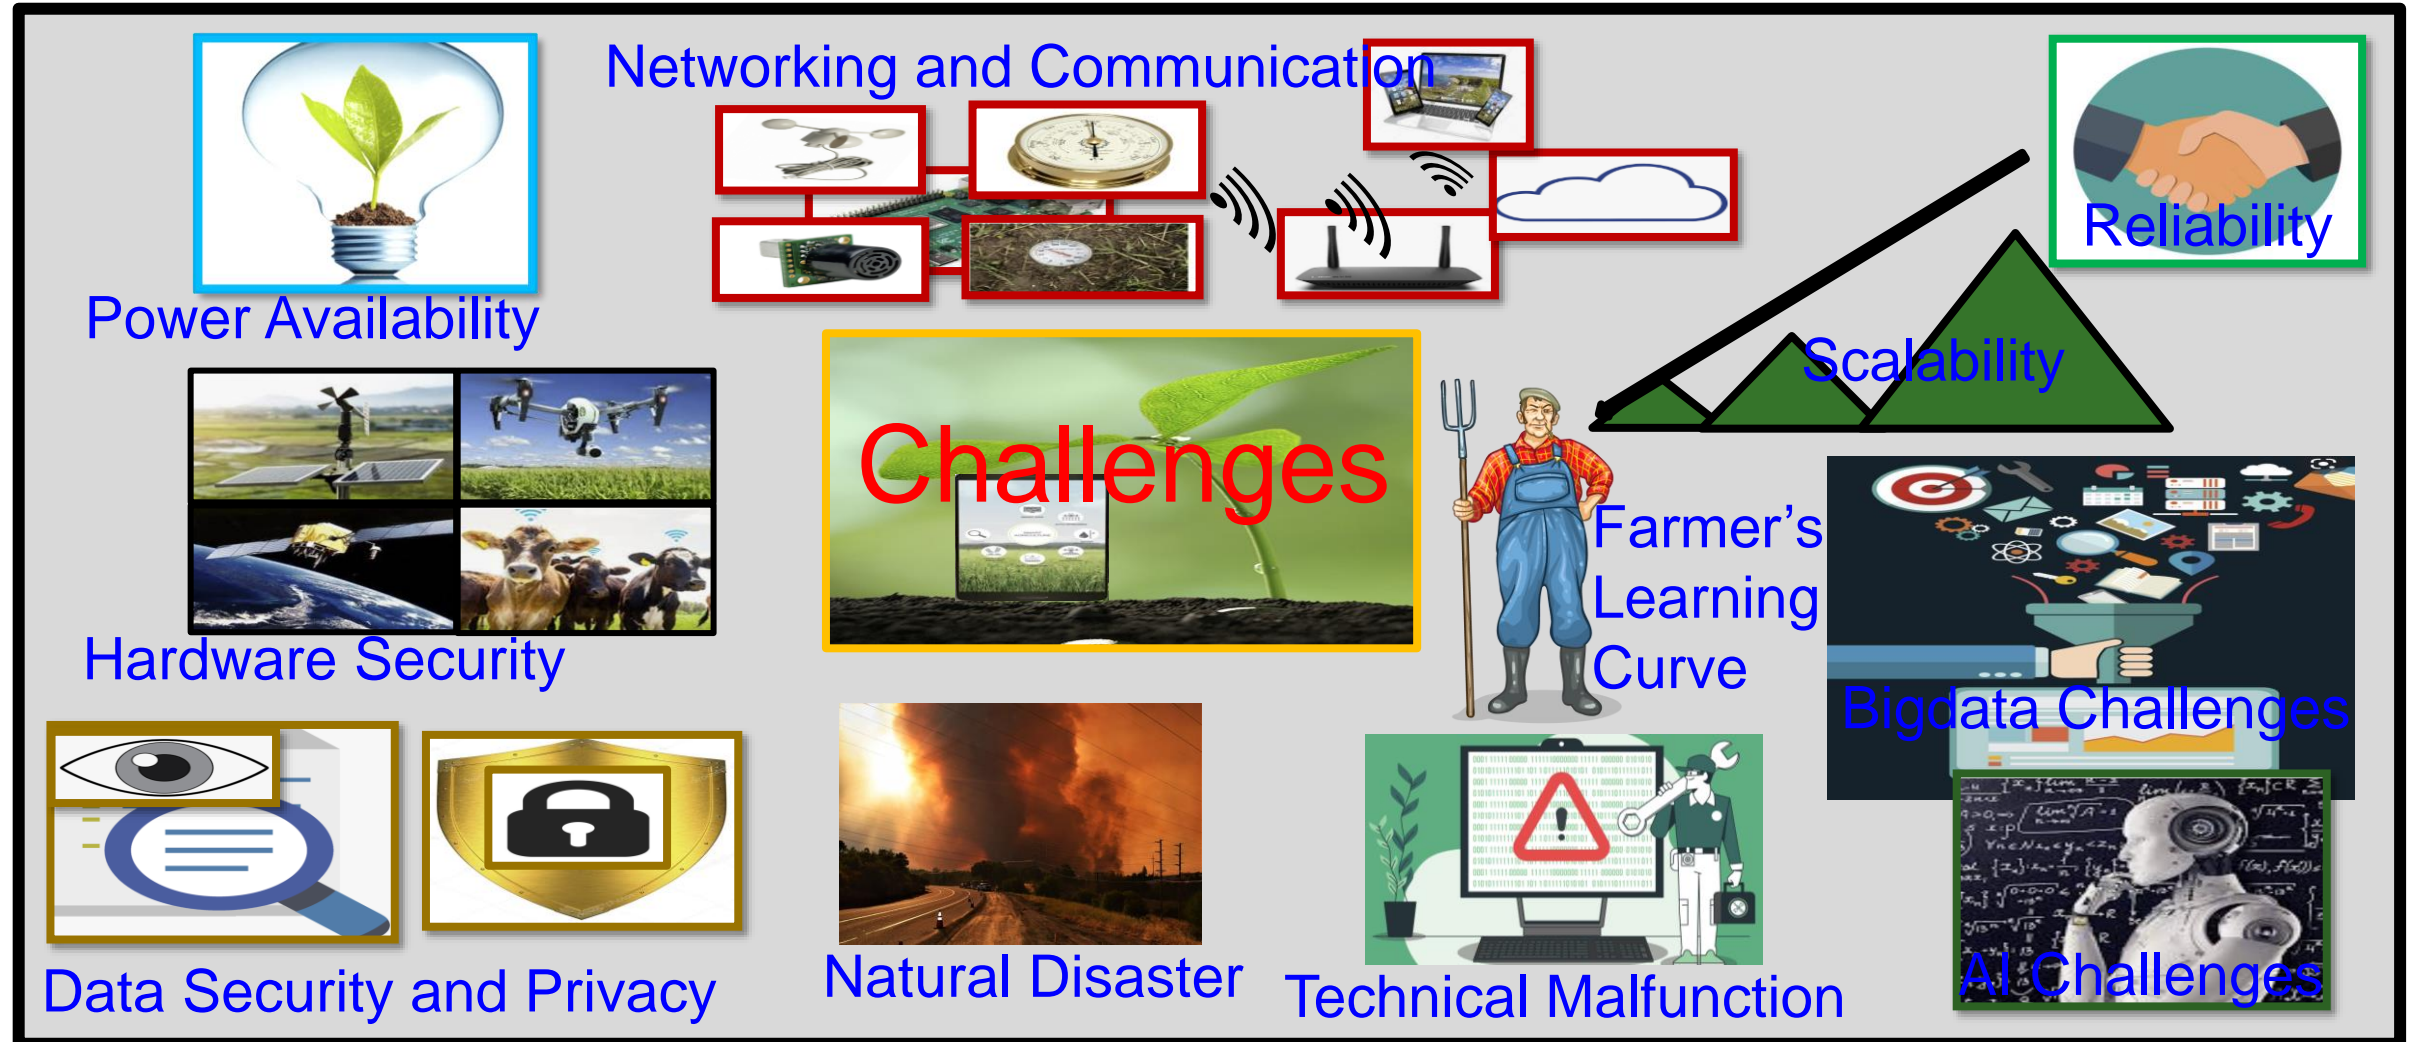 Networking and Communication
Reliability
Power Availability
Scalability
Challenges
Farmer’s
Learning
Curve
Hardware Security
Bigdata Challenges
Data Security and Privacy
Natural Disaster
Technical Malfunction
AI Challenges